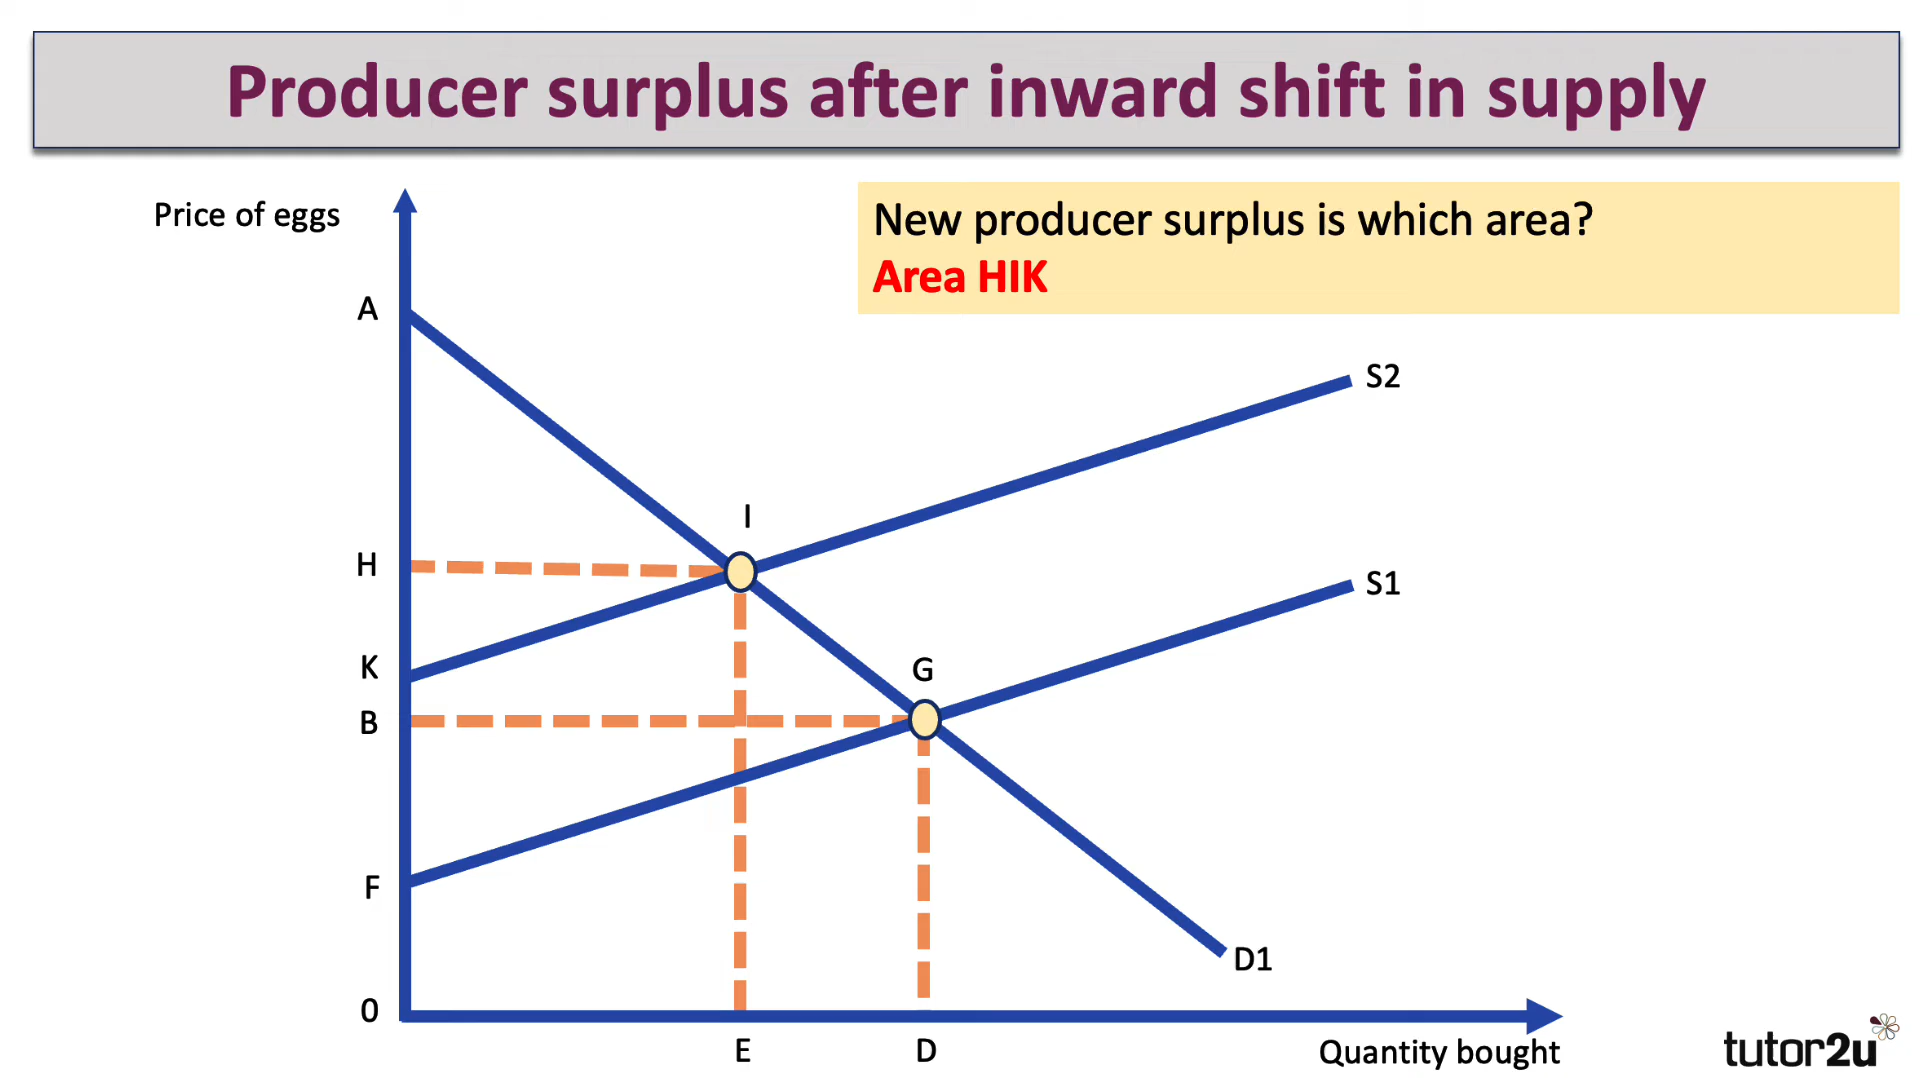 Producer surplus after inward shift in supply
Price of eggs
New producer surplus is which area?
Area HIK
A
S2
I
H
S1
K
G
B
F
D1
0
E
D
Quantity bought
tutor2u